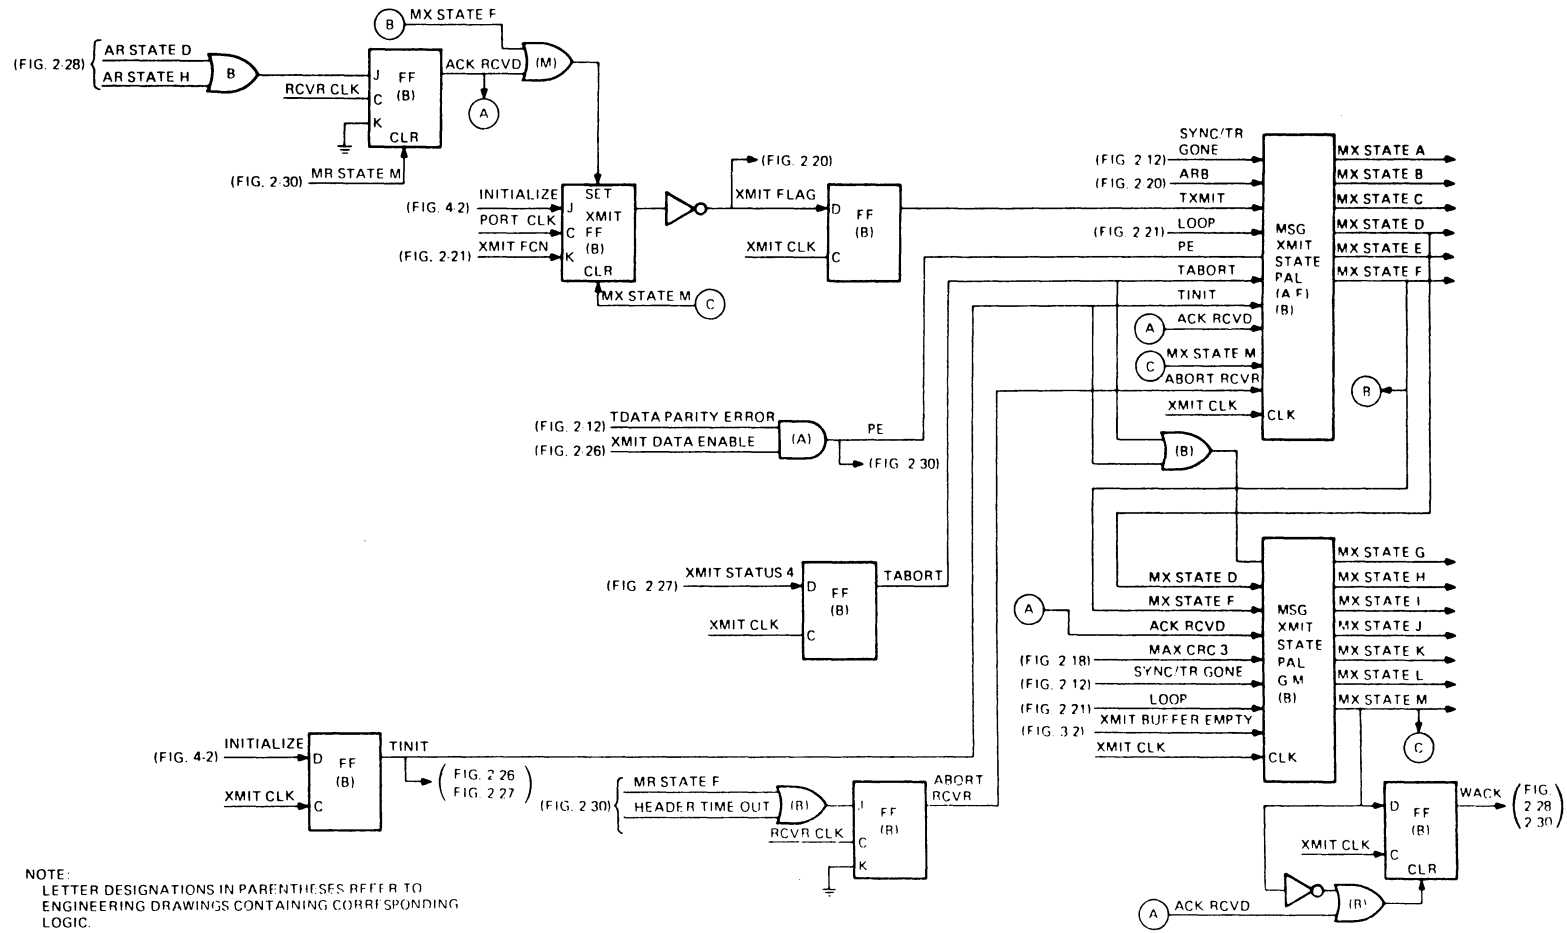 B
MX STATE F
(FIG. 2-28)
AR STATE D
AR STATE H
B
J
FF
(B)
C
K
CLR
RCVR CLK
ACK RCVD
(M)
A
(FIG. 2-30) MR STATE M
(FIG. 4-2) INITIALIZE
PORT CLK
(FIG. 2-21) XMIT FCN
SET
J
XMIT
C
FF
(B)
K
CLR
MX STATE M
C
(FIG. 2 20)
XMIT FLAG
D
FF
(B)
XMIT CLK
C
SYNC/TR
GONE
(FIG. 2 12)
ARB
(FIG. 2-20)
TXMIT
LOOP
(FIG. 2 21)
PE
TABORT
TINIT
A
ACK RCVD
C
MX STATE M
ABORT RCVR
XMIT CLK
MSG
XMIT
STATE
PAL
(A F)
(B)
CLK
MX STATE A
MX STATE B
MX STATE C
MX STATE D
MX STATE E
MX STATE F
B
(FIG. 2-12) TDATA PARITY ERROR
(FIG. 2-26) XMIT DATA ENABLE
(A)
PE
(FIG. 2 30)
(B)
(FIG. 2.27) XMIT STATUS 4
D
FF
(B)
XMIT CLK
C
TABORT
MX STATE D
MX STATE F
A
ACK RCVD
(FIG. 2 18) MAX CRC 3
(FIG. 2 12) SYNC/TR GONE
(FIG. 2 21) LOOP
(FIG. 3 2) XMIT BUFFER EMPTY
XMIT CLK
MSG
XMIT
STATE
PAL
G M
(B)
CLK
MX STATE G
MX STATE H
MX STATE I
MX STATE J
MX STATE K
MX STATE L
MX STATE M
C
(FIG. 4-2) INITIALIZE
D
FF
(B)
XMIT CLK
C
TINIT
(FIG. 2 26
FIG. 2 27)
(FIG. 2 30)
MR STATE F
HEADER TIME OUT
(B)
RCVR CLK
J
FF
(B)
C
K
ABORT
RCVR
D
FF
(B)
XMIT CLK
C
CLR
WACK
(FIG.
2 28
2 30)
A
ACK RCVD
(B)
NOTE:
LETTER DESIGNATIONS IN PARENTHESES REFER TO
ENGINEERING DRAWINGS CONTAINING CORRESPONDING
LOGIC.